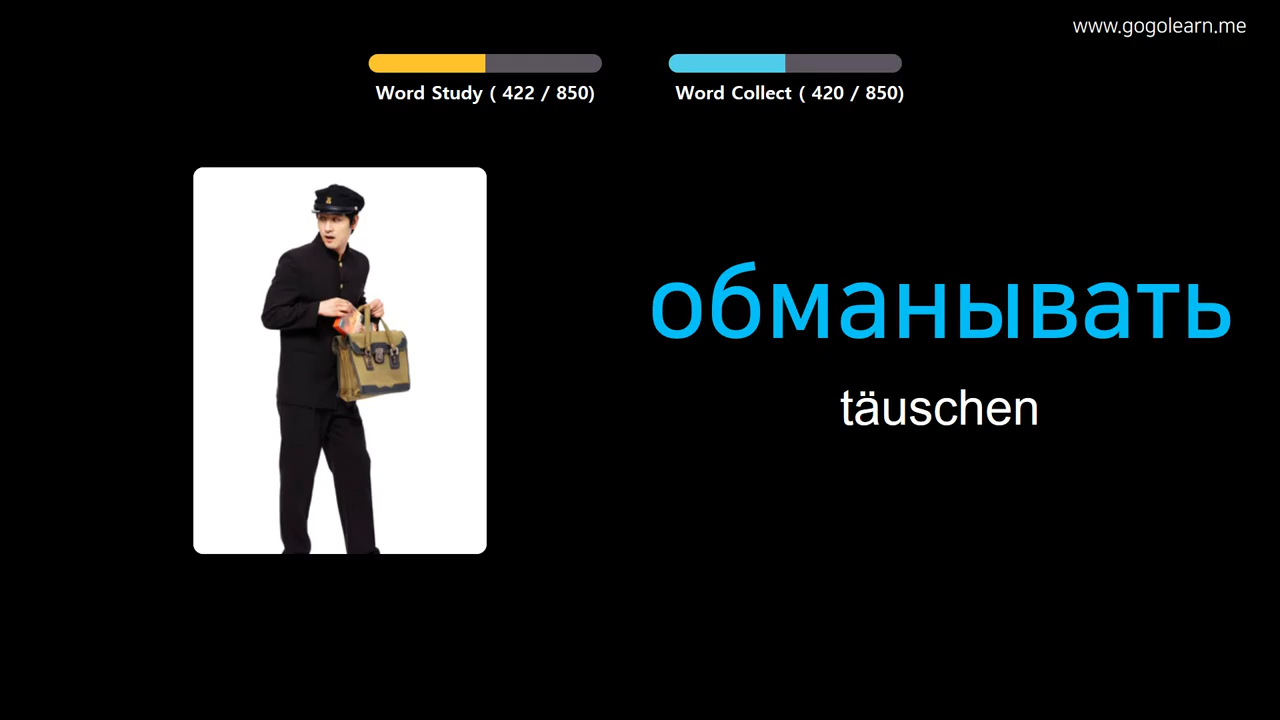 www.gogolearn.me
Word Study ( 422 / 850)
Word Collect ( 420 / 850)
обманывать
täuschen